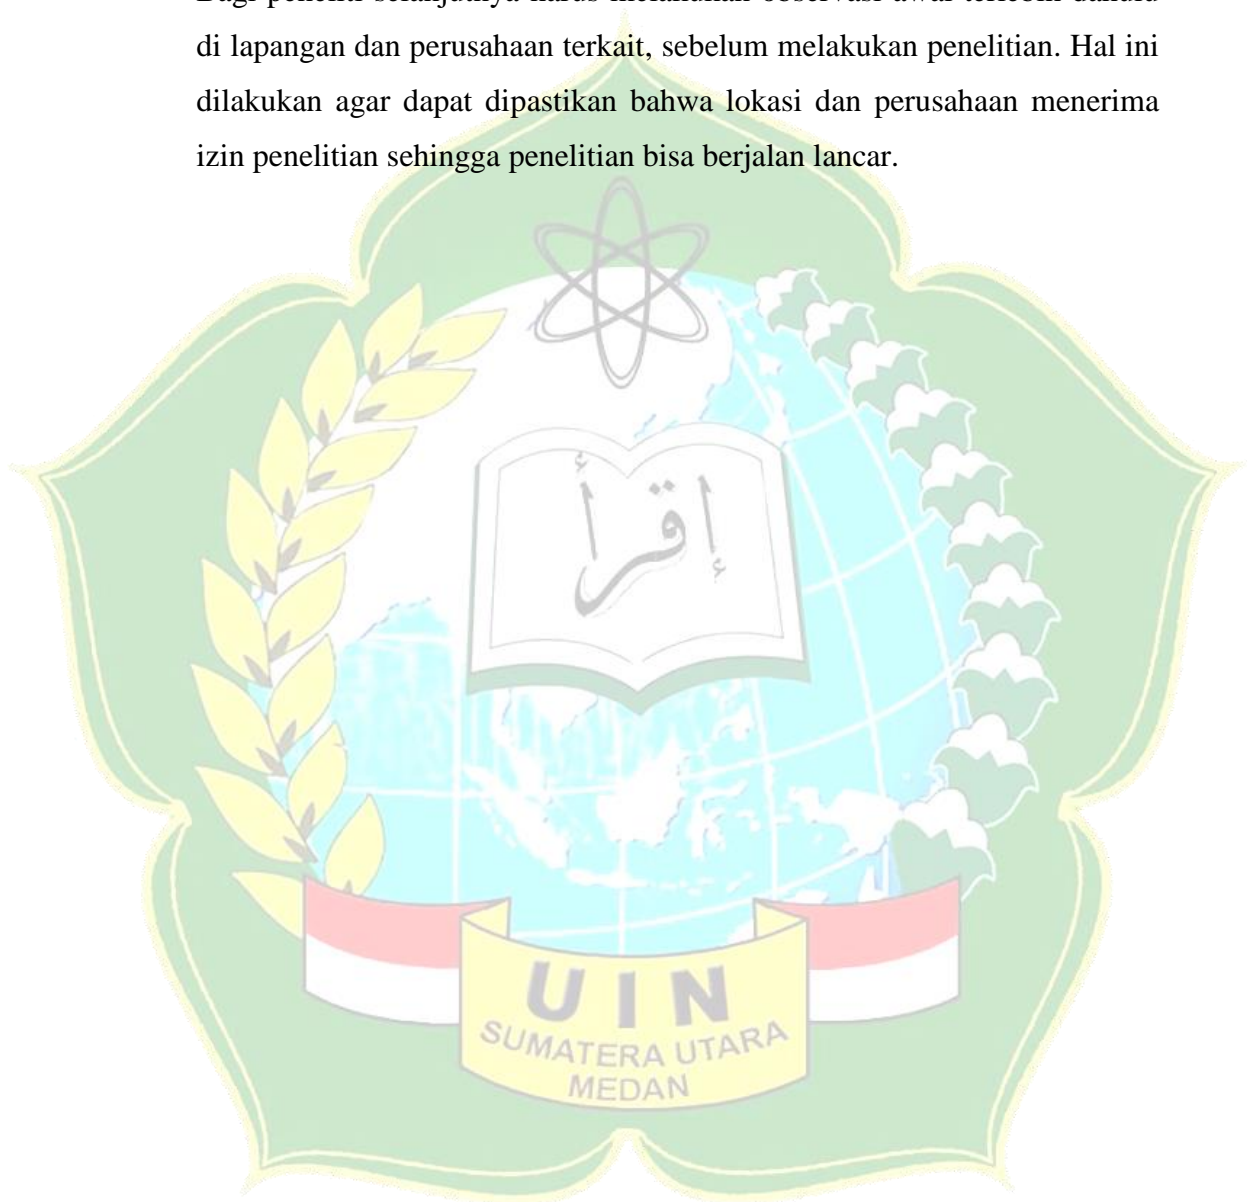 di lapangan dan perusahaan terkait, sebelum melakukan penelitian. Hal ini
dilakukan agar dapat dipastikan bahwa lokasi dan perusahaan menerima
izin penelitian sehingga penelitian bisa berjalan lancar.
إقرأ
UIN
SUMATERA UTARA
MEDAN